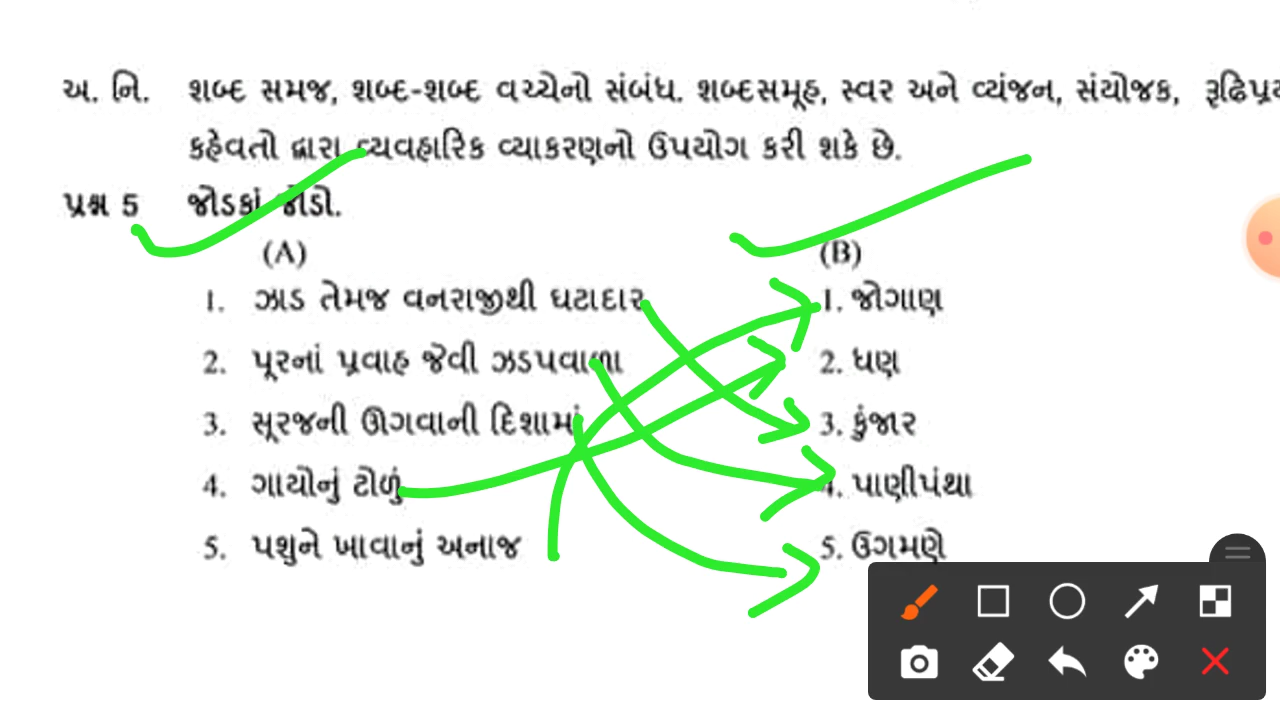 અ. નિ. શબ્દ સમજ, શબ્દ-શબ્દ વચ્ચેનો સંબંધ. શબ્દસમૂહ, સ્વર અને વ્યંજન, સંયોજક,
કહેવતો દ્વારા વ્યવહારિક વ્યાકરણનો ઉપયોગ કરી શકે છે.
પ્રશ્ન 5 જોડકાં જોડો.
(A) (B)
1. ઝાડ તેમજ વનરાજીથી ઘટાદાર 1. જોગાણ
2. પૂરનાં પ્રવાહ જેવી ઝડપવાળા 2. ધણ
3. સૂરજની ઊગવાની દિશામાં 3. કુંજાર
4. ગાયોનું ટોળું 4. પાણીપંથા
5. પશુને ખાવાનું અનાજ 5. ઉગમણે